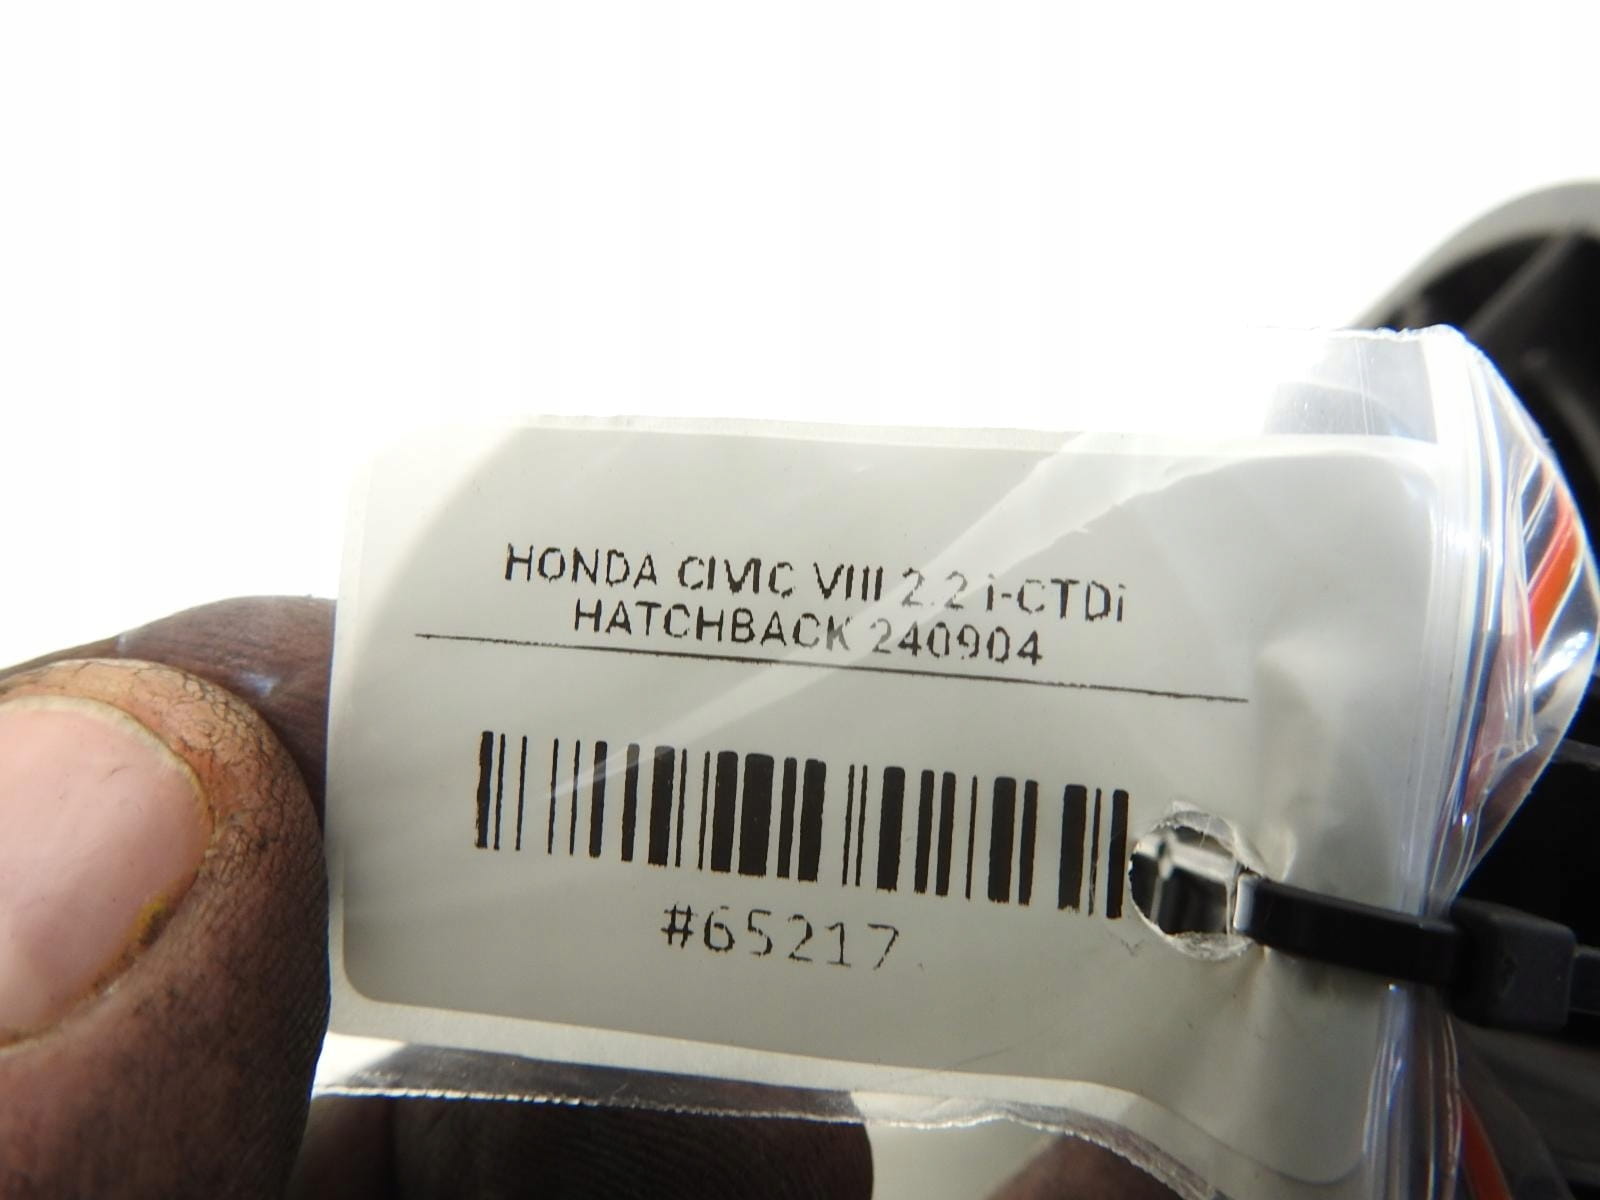 HONDA CIVIC VIII 2.2 i-CTDi
HATCHBACK 240904
#65217